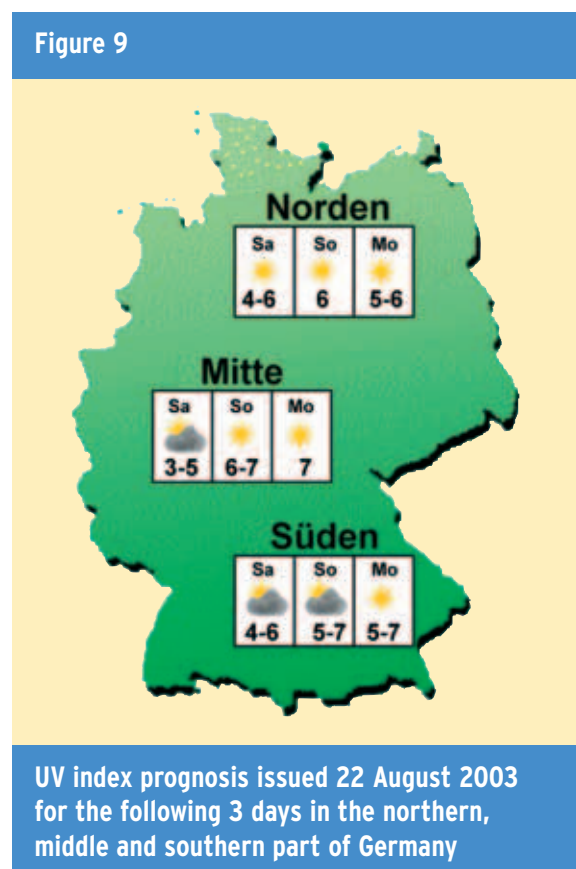 Figure 9
Norden
Sa So Mo
4-6 6 5-6
Mitte
Sa So Mo
3-5 6-7 7
Süden
Sa So Mo
4-6 5-7 5-7
UV index prognosis issued 22 August 2003
for the following 3 days in the northern,
middle and southern part of Germany